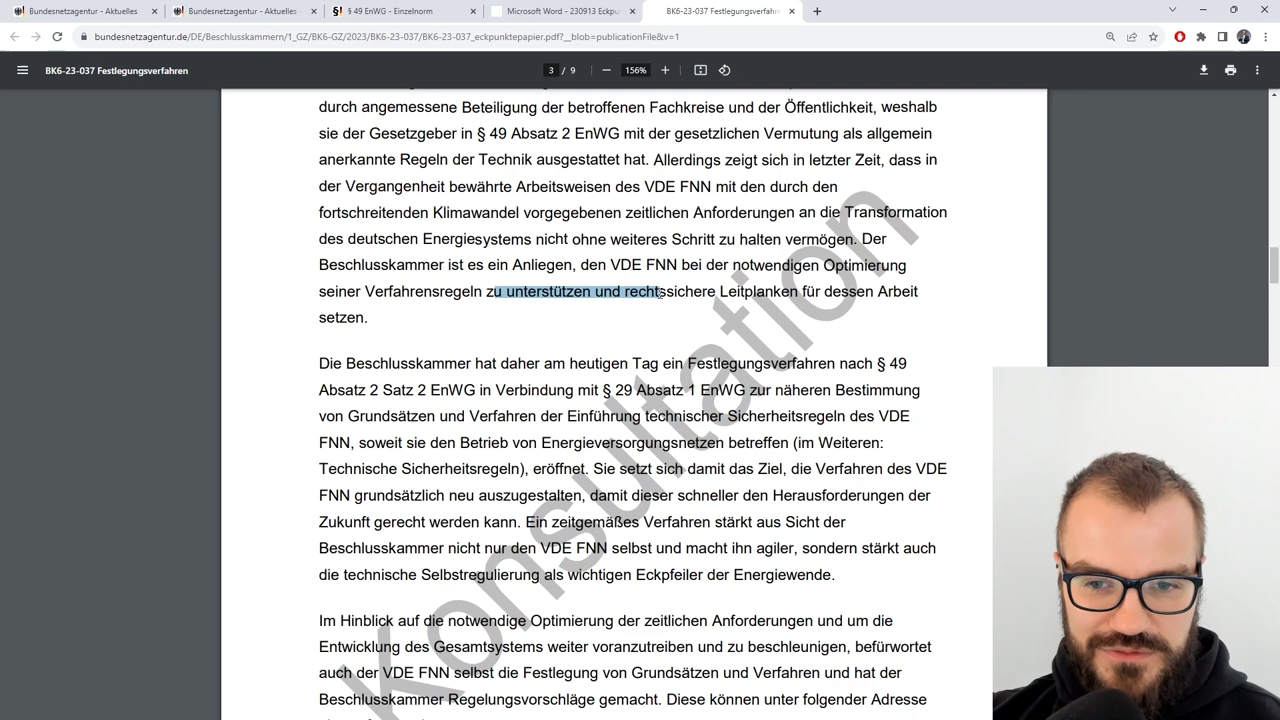 Bundesnetzagentur - Aktuelles
Bundesnetzagentur - Aktuelles
§ 49 EnWG - Einzelnorm
Microsoft Word - 230913 Eckpu
BK6-23-037 Festlegungsverfahre
bundesnetzagentur.de/DE/Beschlusskammern/1_GZ/BK6-GZ/2023/BK6-23-037/BK6-23-037_eckpunktepapier.pdf?__blob=publicationFile&v=1
BK6-23-037 Festlegungsverfahren
3 / 9
156%
durch angemessene Beteiligung der betroffenen Fachkreise und der Öffentlichkeit, weshalb
sie der Gesetzgeber in § 49 Absatz 2 EnWG mit der gesetzlichen Vermutung als allgemein
anerkannte Regeln der Technik ausgestattet hat. Allerdings zeigt sich in letzter Zeit, dass in
der Vergangenheit bewährte Arbeitsweisen des VDE FNN mit den durch den
fortschreitenden Klimawandel vorgegebenen zeitlichen Anforderungen an die Transformation
des deutschen Energiesystems nicht ohne weiteres Schritt zu halten vermögen. Der
Beschlusskammer ist es ein Anliegen, den VDE FNN bei der notwendigen Optimierung
seiner Verfahrensregeln zu unterstützen und rechtssichere Leitplanken für dessen Arbeit
setzen.
Die Beschlusskammer hat daher am heutigen Tag ein Festlegungsverfahren nach § 49
Absatz 2 Satz 2 EnWG in Verbindung mit § 29 Absatz 1 EnWG zur näheren Bestimmung
von Grundsätzen und Verfahren der Einführung technischer Sicherheitsregeln des VDE
FNN, soweit sie den Betrieb von Energieversorgungsnetzen betreffen (im Weiteren:
Technische Sicherheitsregeln), eröffnet. Sie setzt sich damit das Ziel, die Verfahren des VDE
FNN grundsätzlich neu auszugestalten, damit dieser schneller den Herausforderungen der
Zukunft gerecht werden kann. Ein zeitgemäßes Verfahren stärkt aus Sicht der
Beschlusskammer nicht nur den VDE FNN selbst und macht ihn agiler, sondern stärkt auch
die technische Selbstregulierung als wichtigen Eckpfeiler der Energiewende.
Im Hinblick auf die notwendige Optimierung der zeitlichen Anforderungen und um die
Entwicklung des Gesamtsystems weiter voranzutreiben und zu beschleunigen, befürwortet
auch der VDE FNN selbst die Festlegung von Grundsätzen und Verfahren und hat der
Beschlusskammer Regelungsvorschläge gemacht. Diese können unter folgender Adresse
Konsultation